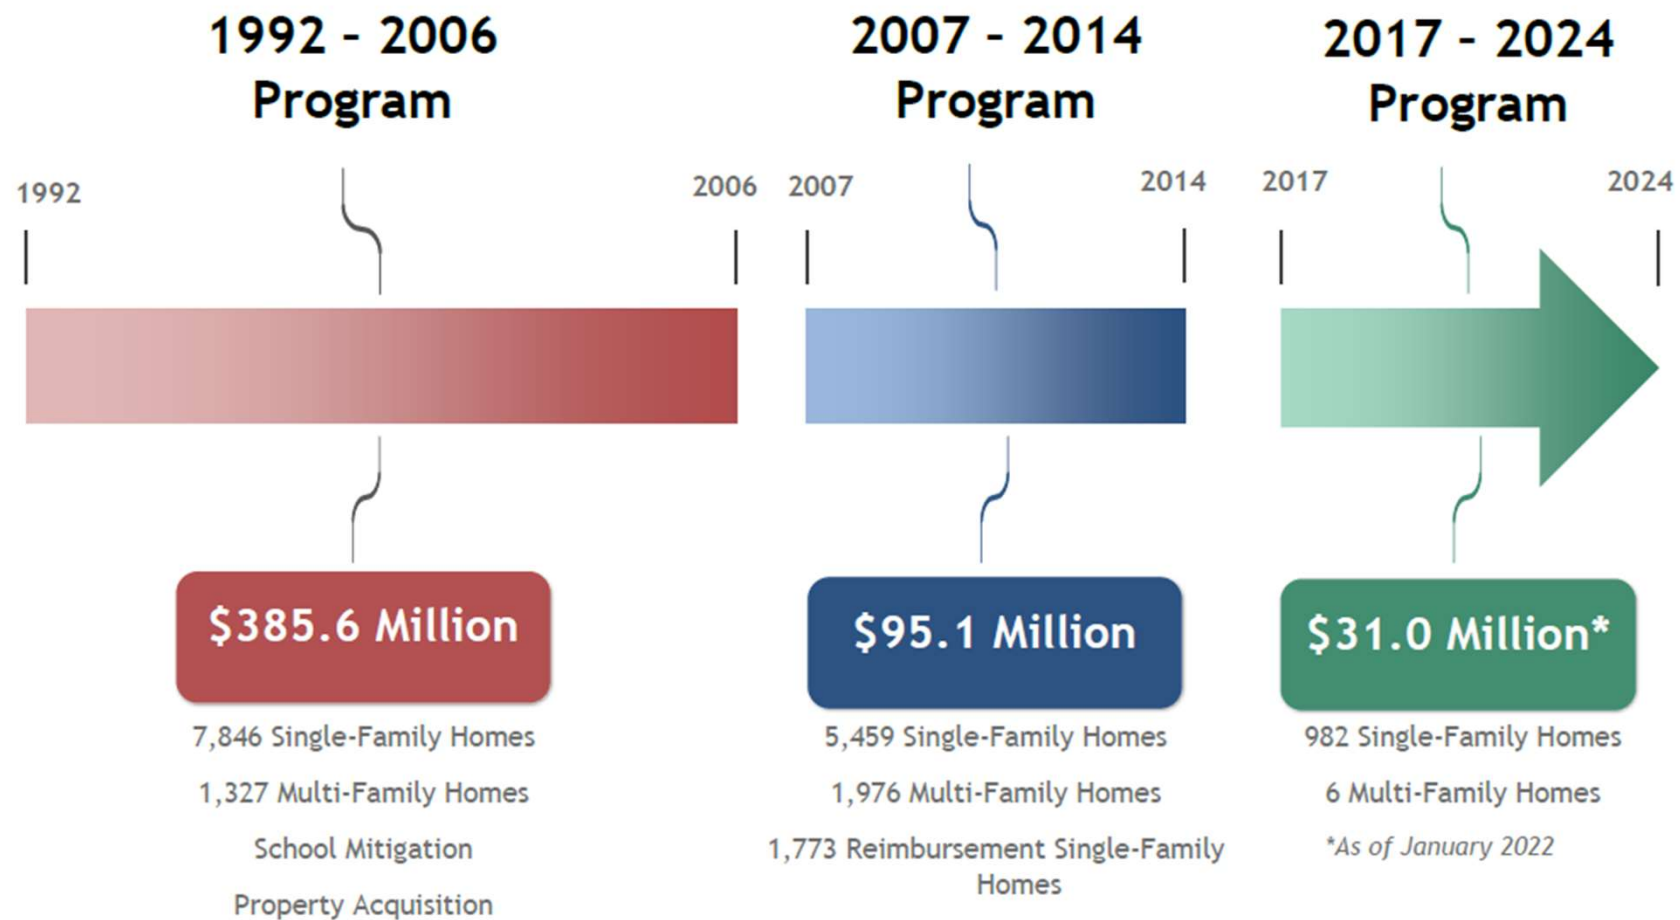 1992 - 2006
Program
2007 - 2014
Program
2017 - 2024
Program
1992
2006
2007
2014
2017
2024
$385.6 Million
7,846 Single-Family Homes
1,327 Multi-Family Homes
School Mitigation
Property Acquisition
$95.1 Million
5,459 Single-Family Homes
1,976 Multi-Family Homes
1,773 Reimbursement Single-Family
Homes
$31.0 Million*
982 Single-Family Homes
6 Multi-Family Homes
*As of January 2022